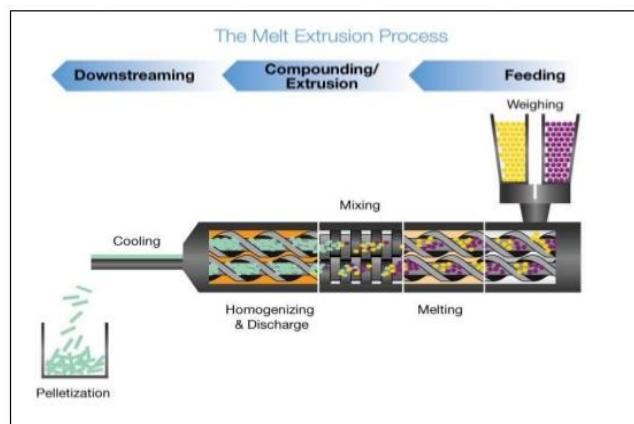 The Melt Extrusion Process
Downstreaming
Compounding/
Extrusion
Feeding
Weighing
Mixing
Cooling
Homogenizing
& Discharge
Melting
Pelletization